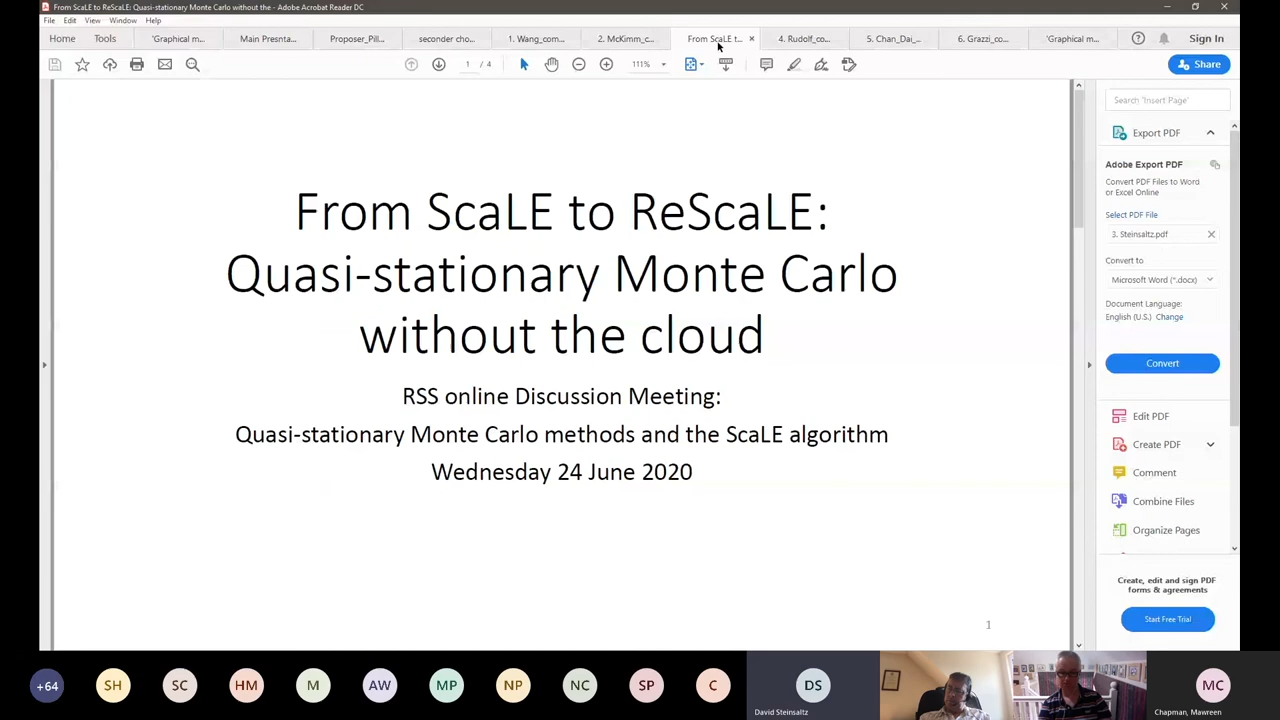 From ScaLE to ReScaLE: Quasi-stationary Monte Carlo without the - Adobe Acrobat Reader DC
File Edit View Window Help
Home Tools 'Graphical m... Main Presnta... Proposer_Pill... seconder cho... 1. Wang_com... 2. McKimm_c... From ScaLE t... 4. Rudolf_co... 5. Chan_Dai_... 6. Grazzi_co... 'Graphical m... Sign In
1 / 4 111% Share
Search 'Insert Page'
Export PDF
Adobe Export PDF
Convert PDF Files to Word
or Excel Online
Select PDF File
3. Steinsaltz.pdf
Convert to
Microsoft Word (*.docx)
Document Language:
English (U.S.) Change
Convert
Edit PDF
Create PDF
Comment
Combine Files
Organize Pages
Create, edit and sign PDF
forms & agreements
Start Free Trial
From ScaLE to ReScaLE:
Quasi-stationary Monte Carlo
without the cloud
RSS online Discussion Meeting:
Quasi-stationary Monte Carlo methods and the ScaLE algorithm
Wednesday 24 June 2020
1
+64 SH SC HM M AW MP NP NC SP C DS MC
David Steinsaltz Chapman, Mawreen